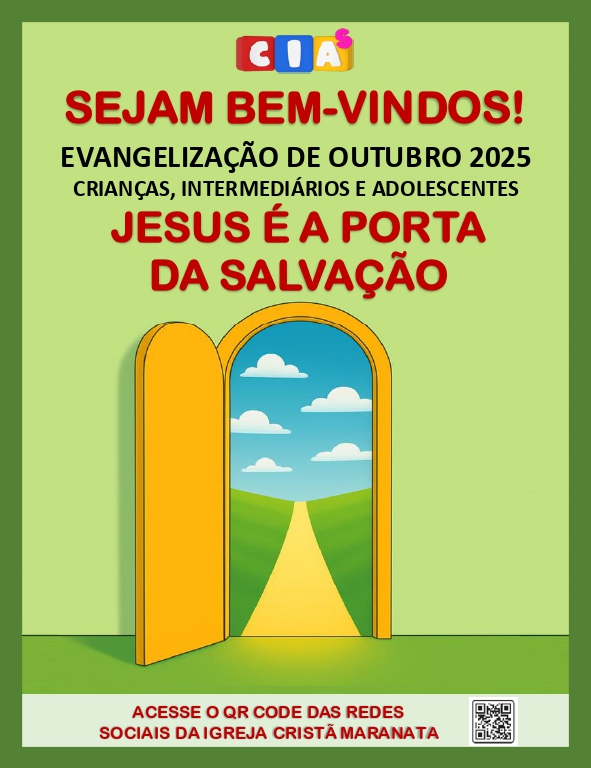 CIAS
SEJAM BEM-VINDOS!
EVANGELIZAÇÃO DE OUTUBRO 2025
CRIANÇAS, INTERMEDIÁRIOS E ADOLESCENTES
JESUS É A PORTA
DA SALVAÇÃO
ACESSE O QR CODE DAS REDES
SOCIAIS DA IGREJA CRISTÃ MARANATA